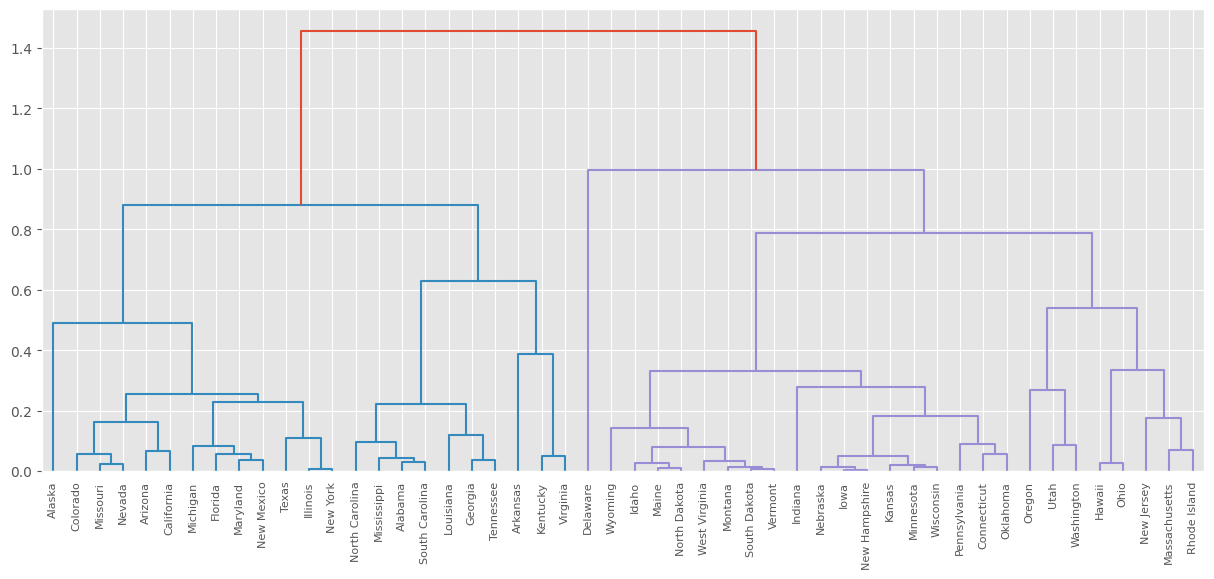 1.4
1.2
1.0
0.8
0.6
0.4
0.2
0.0
Alaska
Colorado
Missouri
Nevada
Arizona
California
Michigan
Florida
Maryland
New Mexico
Texas
Illinois
New York
North Carolina
Mississippi
Alabama
South Carolina
Louisiana
Georgia
Tennessee
Arkansas
Kentucky
Virginia
Delaware
Wyoming
Idaho
Maine
North Dakota
West Virginia
Montana
South Dakota
Vermont
Indiana
Nebraska
Iowa
New Hampshire
Kansas
Minnesota
Wisconsin
Pennsylvania
Connecticut
Oklahoma
Oregon
Utah
Washington
Hawaii
Ohio
New Jersey
Massachusetts
Rhode Island